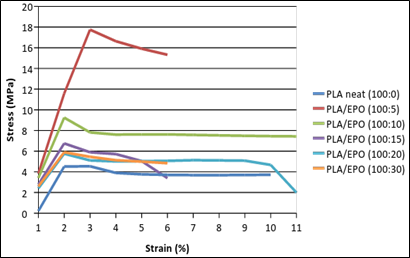 20
18
16
14
12
10
8
6
4
2
0
Stress (MPa)
1 2 3 4 5 6 7 8 9 10 11
Strain (%)
PLA neat (100:0)
PLA/EPO (100:5)
PLA/EPO (100:10)
PLA/EPO (100:15)
PLA/EPO (100:20)
PLA/EPO (100:30)